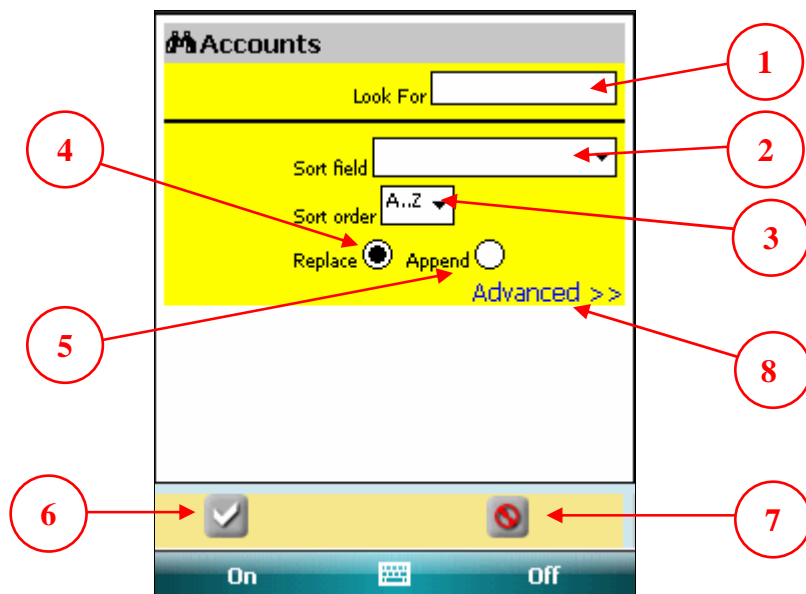 Accounts
1
Look For
4
2
Sort field
A..Z
Sort order
3
Replace Append
Advanced >>
5
8
6
7
On Off